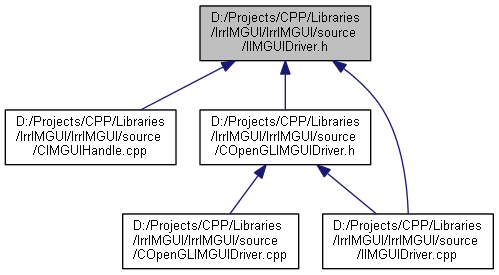 D:/Projects/CPP/Libraries
/IrrIMGUI/IrrIMGUI/source
/IIMGUIDriver.h
D:/Projects/CPP/Libraries
/IrrIMGUI/IrrIMGUI/source
/CIMGUIHandle.cpp
D:/Projects/CPP/Libraries
/IrrIMGUI/IrrIMGUI/source
/COpenGLIMGUIDriver.h
D:/Projects/CPP/Libraries
/IrrIMGUI/IrrIMGUI/source
/COpenGLIMGUIDriver.cpp
D:/Projects/CPP/Libraries
/IrrIMGUI/IrrIMGUI/source
/IIMGUIDriver.cpp